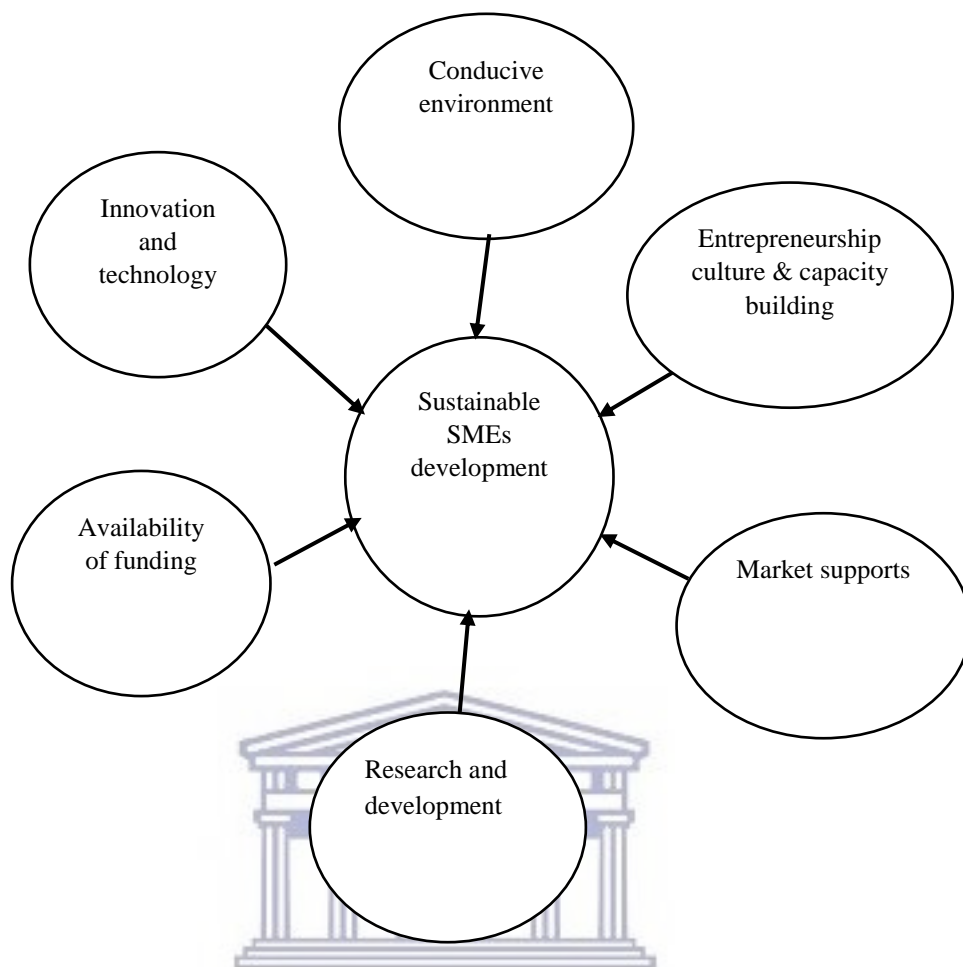 Conducive
environment
Innovation
and
technology
Entrepreneurship
culture & capacity
building
Sustainable
SMEs
development
Availability
of funding
Market supports
Research and
development